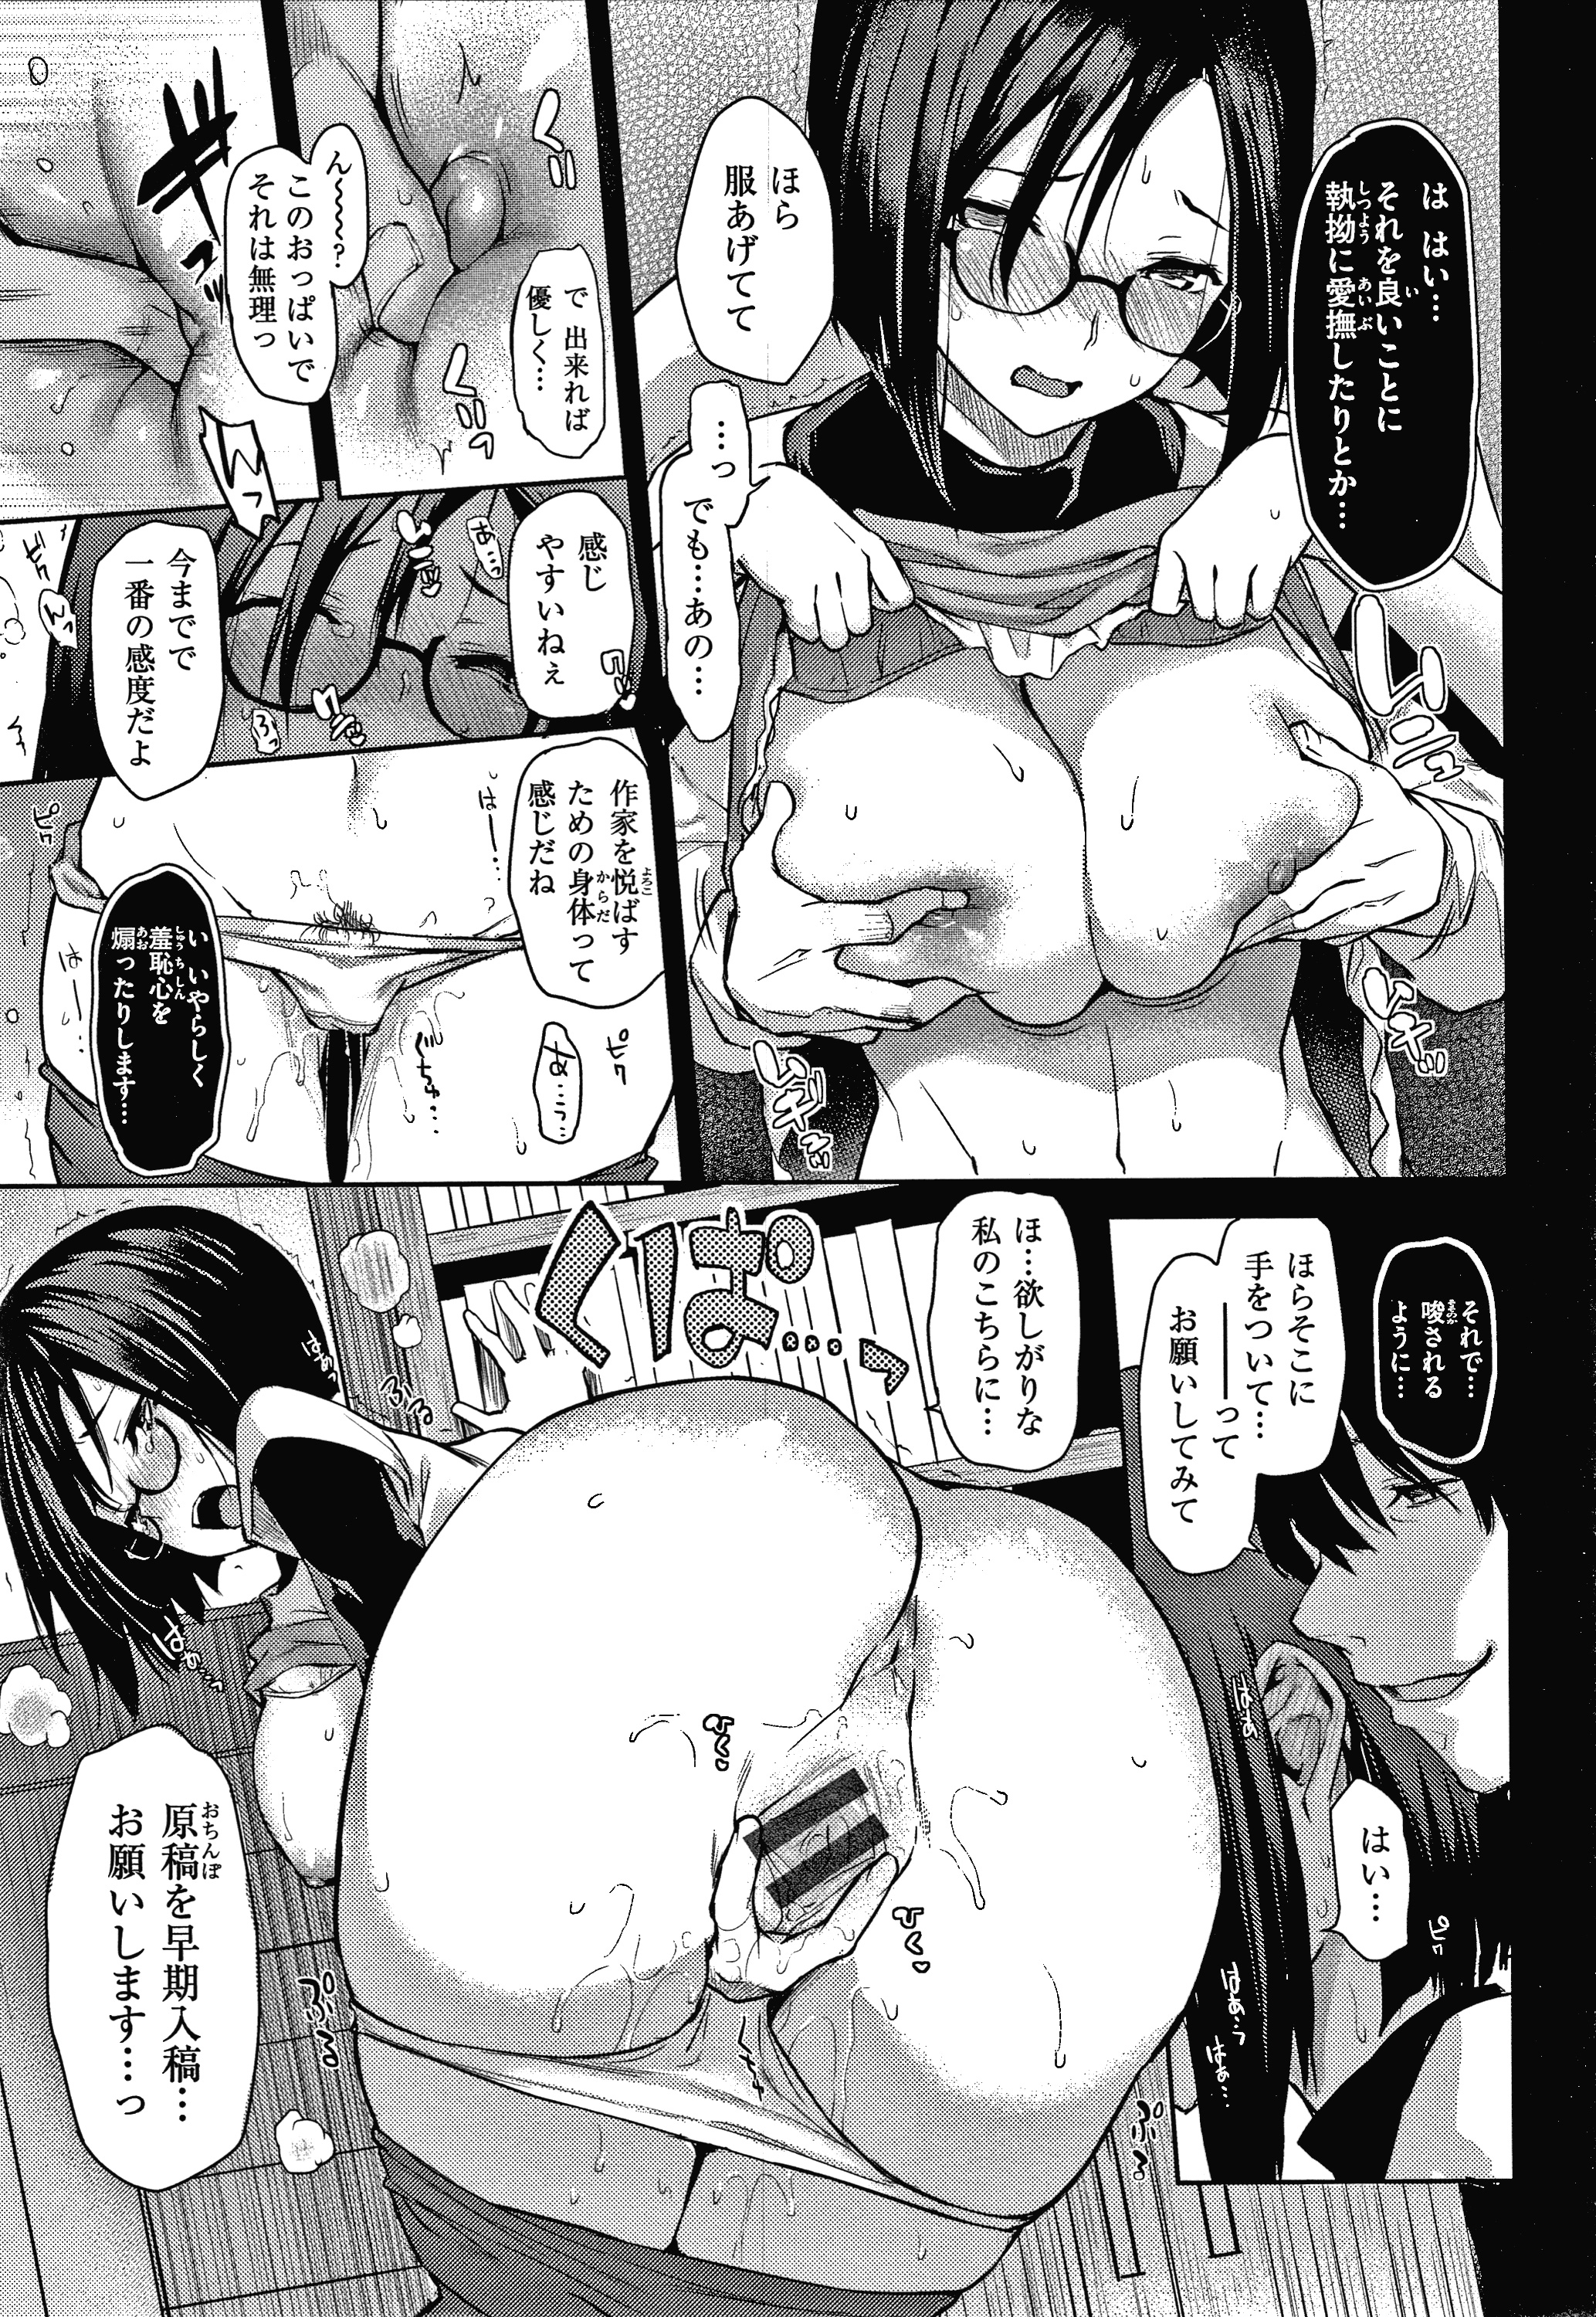 は はい…
それを良いことに
執拗に愛撫したりとか…
ほら
服あげてて
…っ でも…あの…
で 出来れば
優しく…
ん～～～～?
このおっぱいで
それは無理っ
感じ
やすいねぇ
今までで
一番の感度だよ
作家を悦ばす
ための身体って
感じだね
い いやらしく
羞恥心を
煽ったりします…
それで…
唆される
ように…
ほらそこに
手をついて…
――って
お願いしてみて
はい…
ほ…欲しがりな
私のこちらに…
くぱぁ…
原稿を早期入稿…
お願いします…っ